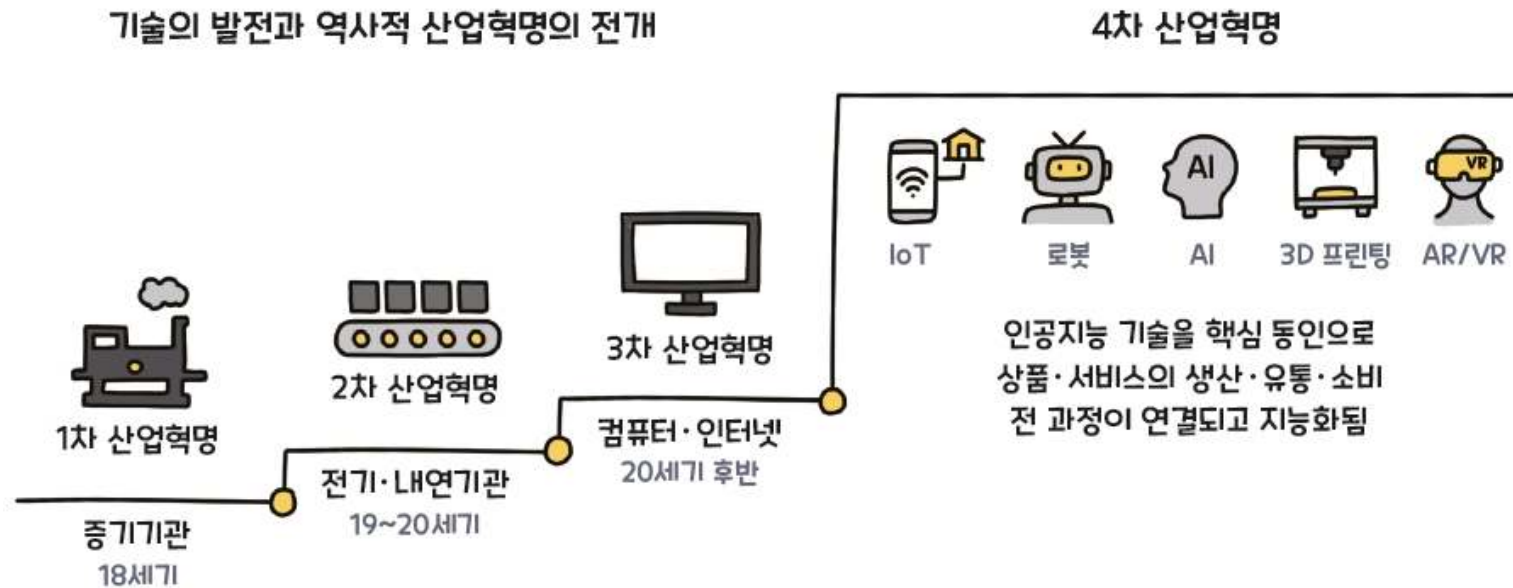 기술의 발전과 역사적 산업혁명의 전개
1차 산업혁명
증기기관
18세기
2차 산업혁명
전기·내연기관
19~20세기
3차 산업혁명
컴퓨터·인터넷
20세기 후반
4차 산업혁명
IoT
로봇
AI
AI
3D 프린팅
VR
AR/VR
인공지능 기술을 핵심 동인으로
상품·서비스의 생산·유통·소비
전 과정이 연결되고 지능화됨